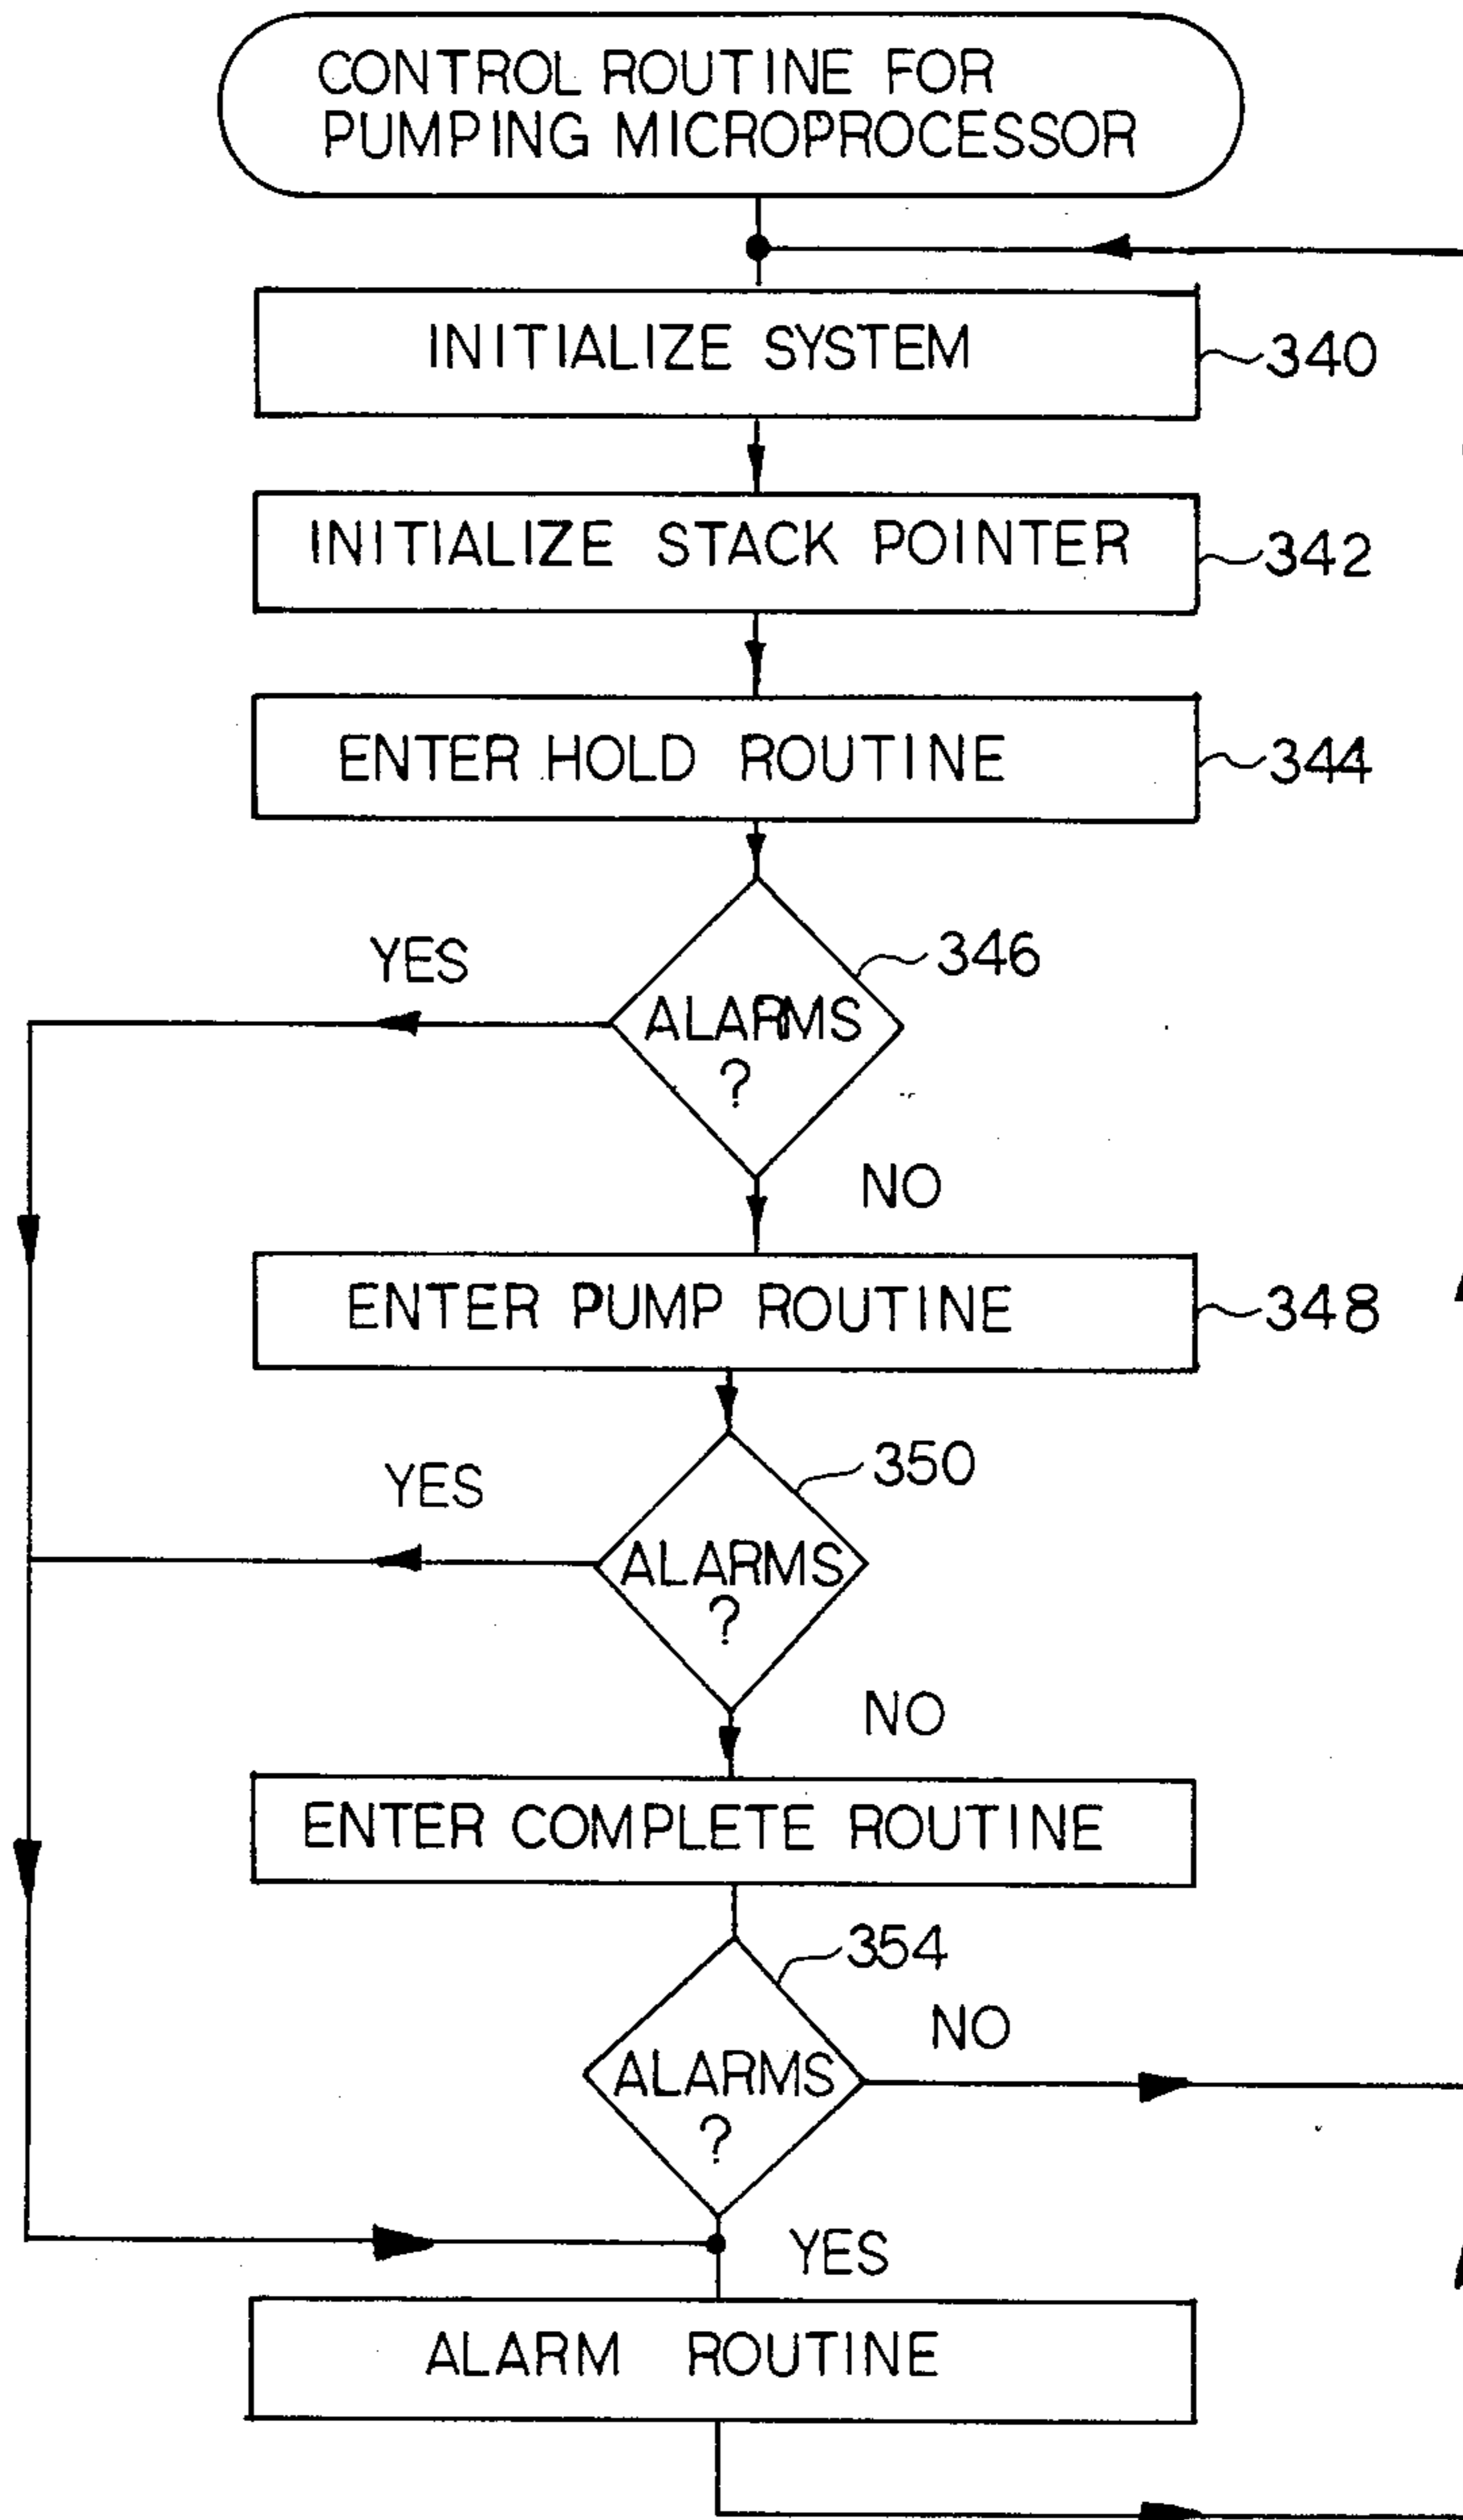 CONTROL ROUTINE FOR
PUMPING MICROPROCESSOR
INITIALIZE SYSTEM
340
INITIALIZE STACK POINTER
342
ENTER HOLD ROUTINE
344
346
YES
ALARMS
?
NO
ENTER PUMP ROUTINE
348
350
YES
ALARMS
?
NO
ENTER COMPLETE ROUTINE
354
NO
ALARMS
?
YES
ALARM ROUTINE